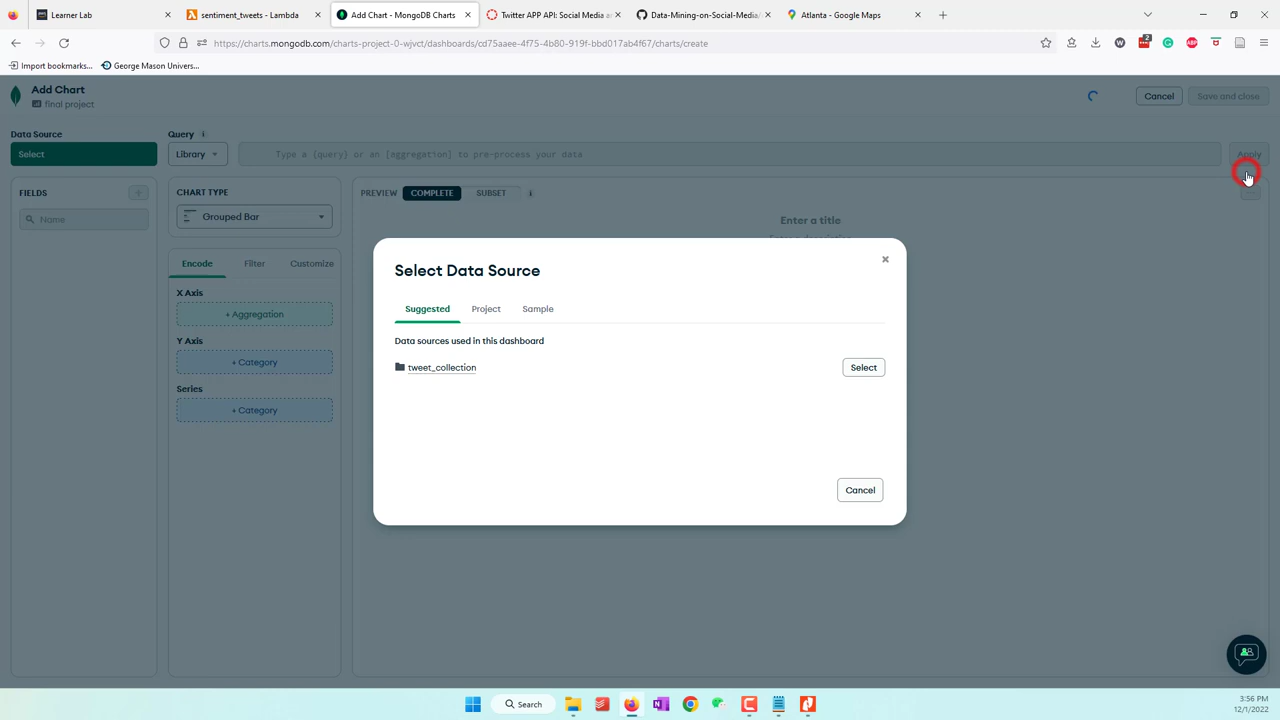 Learner Lab
sentiment_tweets - Lambda
Add Chart - MongoDB Charts
Twitter APP API: Social Media an
Data-Mining-on-Social-Media/
Atlanta - Google Maps
https://charts.mongodb.com/charts-project-0-wjvct/dashboards/cd75aaee-4f75-4b80-919f-bbd017ab4f67/charts/create
Import bookmarks...
George Mason Univers...
Add Chart
final project
Cancel
Save and close
Data Source
Query
Select
Library
Type a {query} or an [aggregation] to pre-process your data
Apply
FIELDS
CHART TYPE
PREVIEW
COMPLETE
SUBSET
Name
Grouped Bar
Enter a title
Encode
Filter
Customize
X Axis
+ Aggregation
Y Axis
+ Category
Series
+ Category
Select Data Source
Suggested
Project
Sample
Data sources used in this dashboard
tweet_collection
Select
Cancel
Search
3:56 PM
12/1/2022